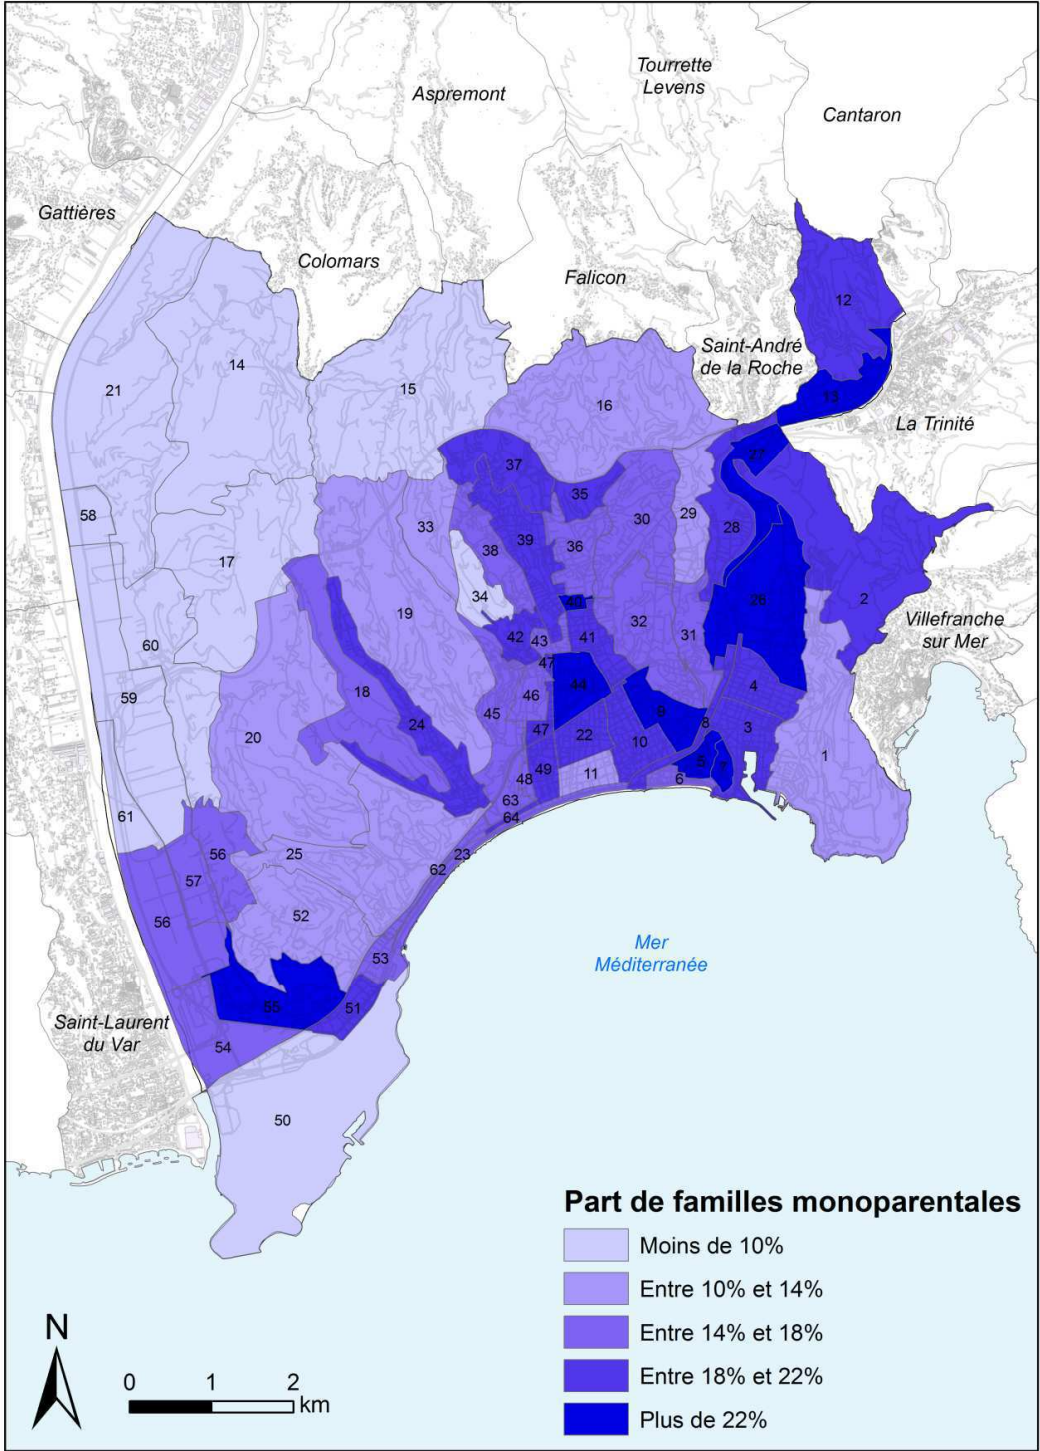 Tourrette
Levens
Aspremont
Cantaron
Gattières
Colomars
Falicon
12
Saint-André
de la Roche
14
21
15
13
16
La Trinité
27
37
35
58
33
29
30
28
38
39
36
17
34
40
26
2
19
32
Villefranche
sur Mer
60
42
43
41
31
47
44
59
18
46
4
45
9
24
8
3
20
47
22
10
1
5
7
49
48
11
6
61
63
64
56
25
23
62
57
52
56
53
Mer
Méditerranée
55
51
Saint-Laurent
du Var
54
50
Part de familles monoparentales
Moins de 10%
Entre 10% et 14%
Entre 14% et 18%
Entre 18% et 22%
Plus de 22%
N
0 1 2
km